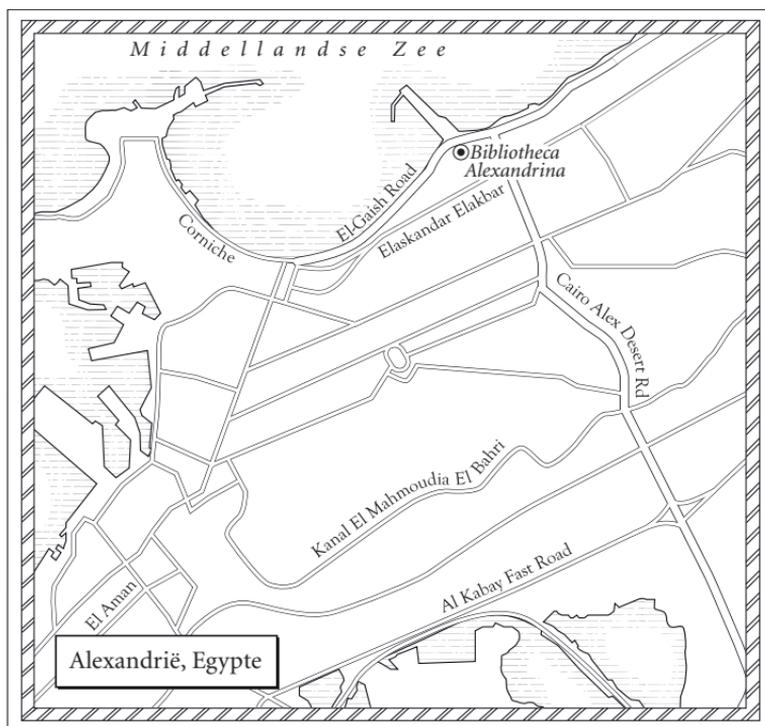 Middellandse Zee
Bibliotheca
Alexandrina
El-Gaish Road
Elaskandar Elakbar
Corniche
Cairo Alex Desert Rd
Kanal El Mahmoudia El Bahri
Al Kabay Fast Road
El Aman
Alexandrië, Egypte